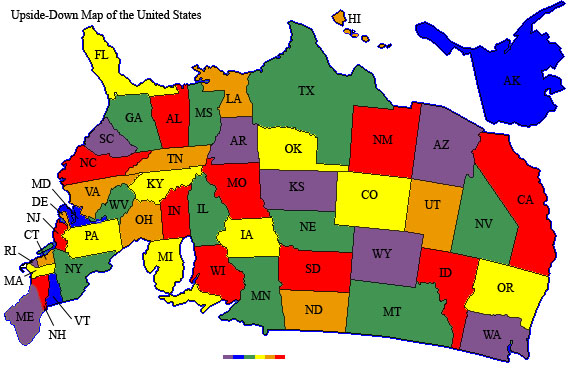 Upside-Down Map of the United States
HI
FL
AK
TX
LA
MS
GA
AL
SC
AR
NM
AZ
OK
NC
TN
MD
VA
KY
MO
KS
CO
UT
CA
DE
WV
NJ
OH
IN
IL
NV
CT
PA
IA
NE
RI
MI
WY
MA
NY
WI
SD
ID
OR
ME
MN
ND
MT
VT
NH
WA